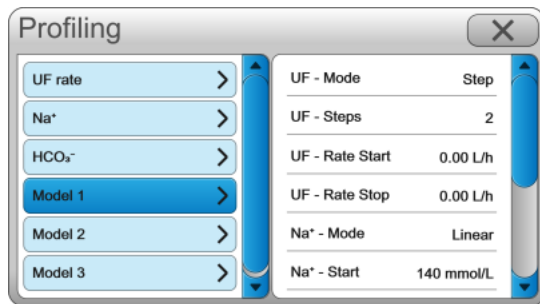 Profiling
UF rate
Na⁺
HCO₃⁻
Model 1
Model 2
Model 3
UF - Mode Step
UF - Steps 2
UF - Rate Start 0.00 L/h
UF - Rate Stop 0.00 L/h
Na⁺ - Mode Linear
Na⁺ - Start 140 mmol/L